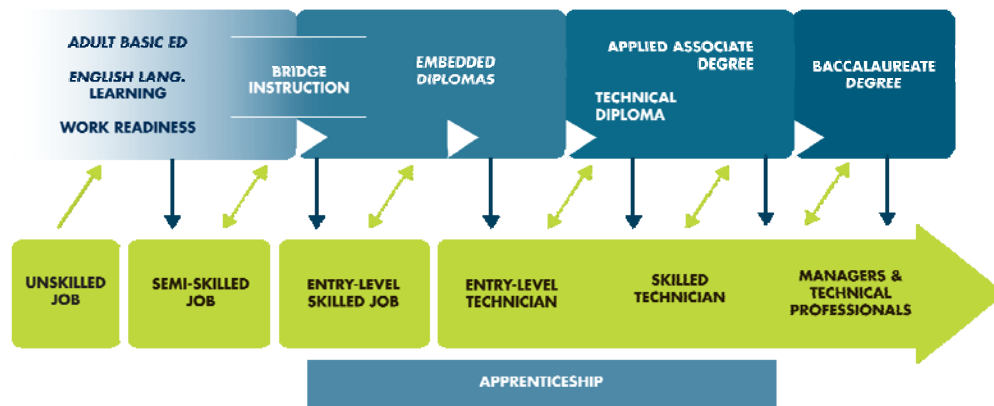 ADULT BASIC ED
ENGLISH LANG.
LEARNING
WORK READINESS
BRIDGE
INSTRUCTION
EMBEDDED
DIPLOMAS
APPLIED ASSOCIATE
DEGREE
TECHNICAL
DIPLOMA
BACCALAUREATE
DEGREE
UNSKILLED
JOB
SEMI-SKILLED
JOB
ENTRY-LEVEL
SKILLED JOB
ENTRY-LEVEL
TECHNICIAN
SKILLED
TECHNICIAN
MANAGERS &
TECHNICAL
PROFESSIONALS
APPRENTICESHIP